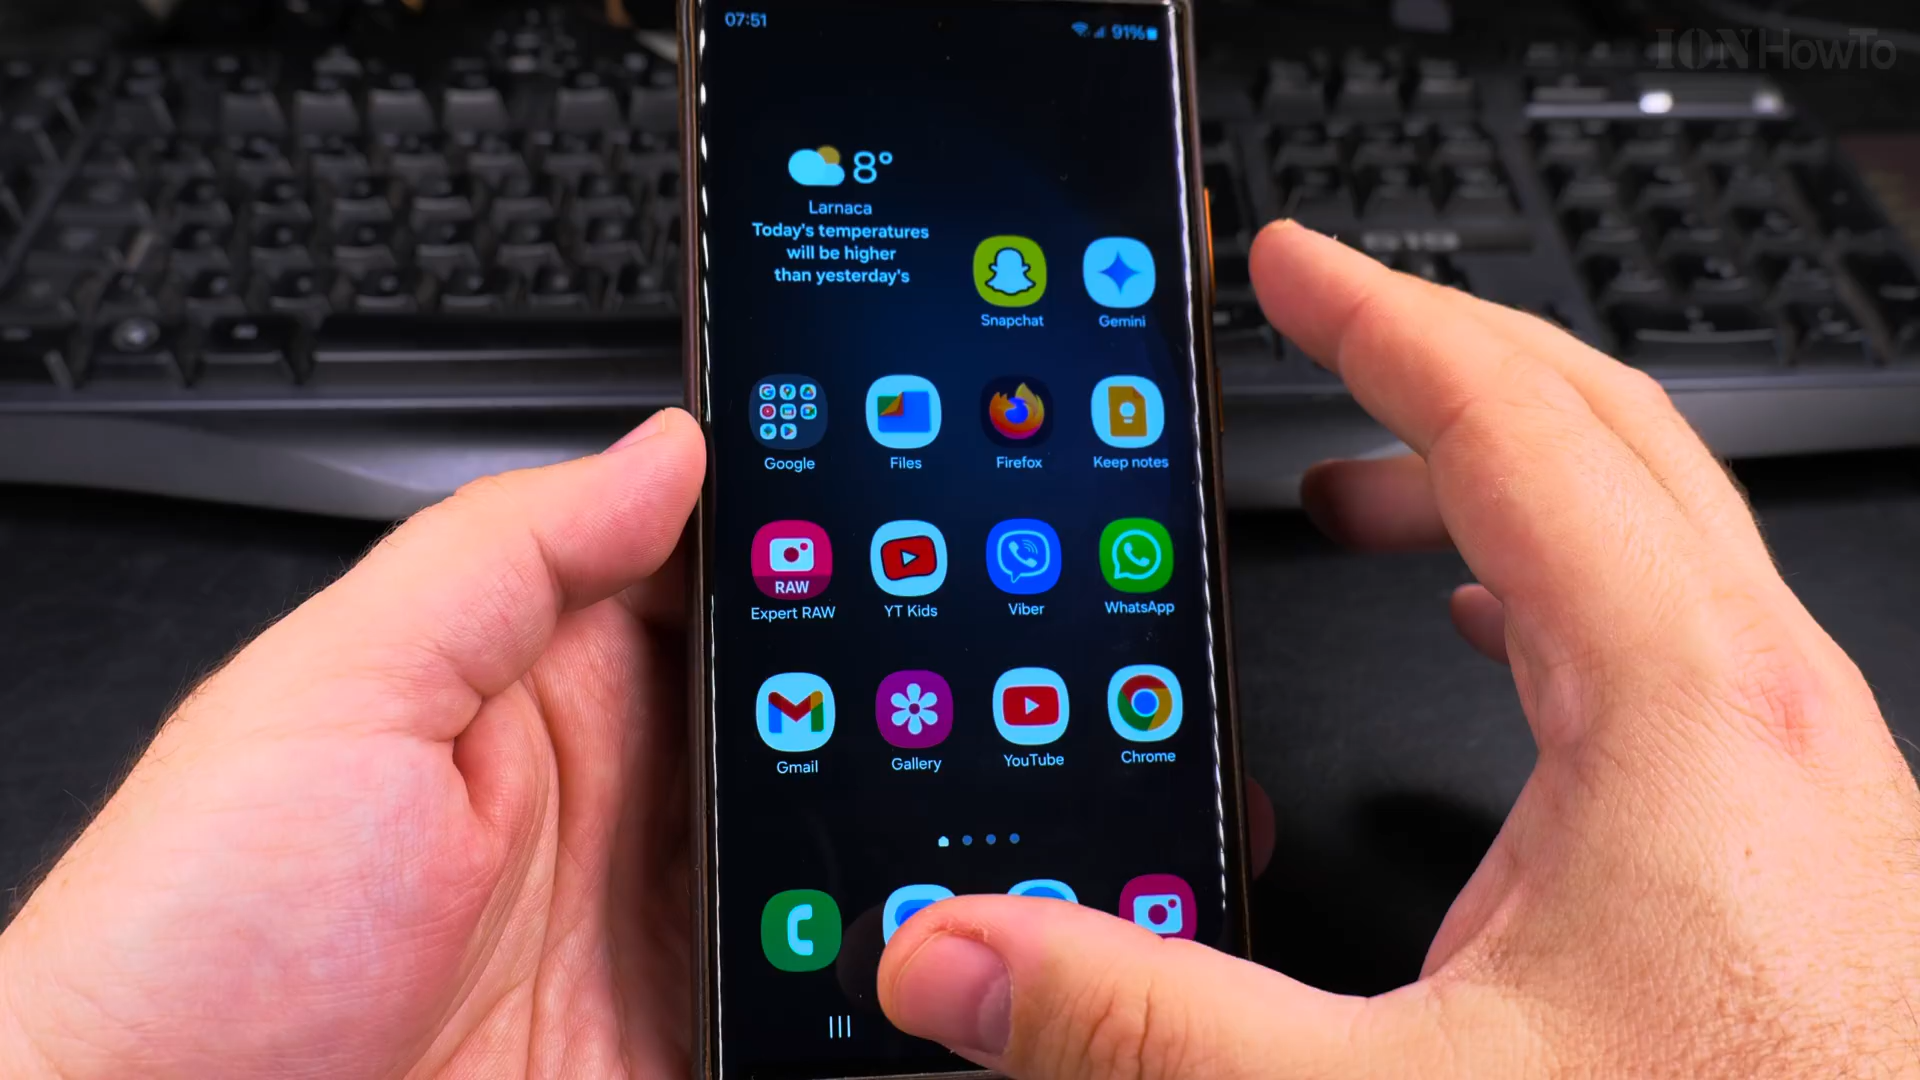 07:51
91%
ION HowTo
8°
Larnaca
Today's temperatures
will be higher
than yesterday's
Snapchat
Gemini
Google
Files
Firefox
Keep notes
RAW
Expert RAW
YT Kids
Viber
WhatsApp
Gmail
Gallery
YouTube
Chrome